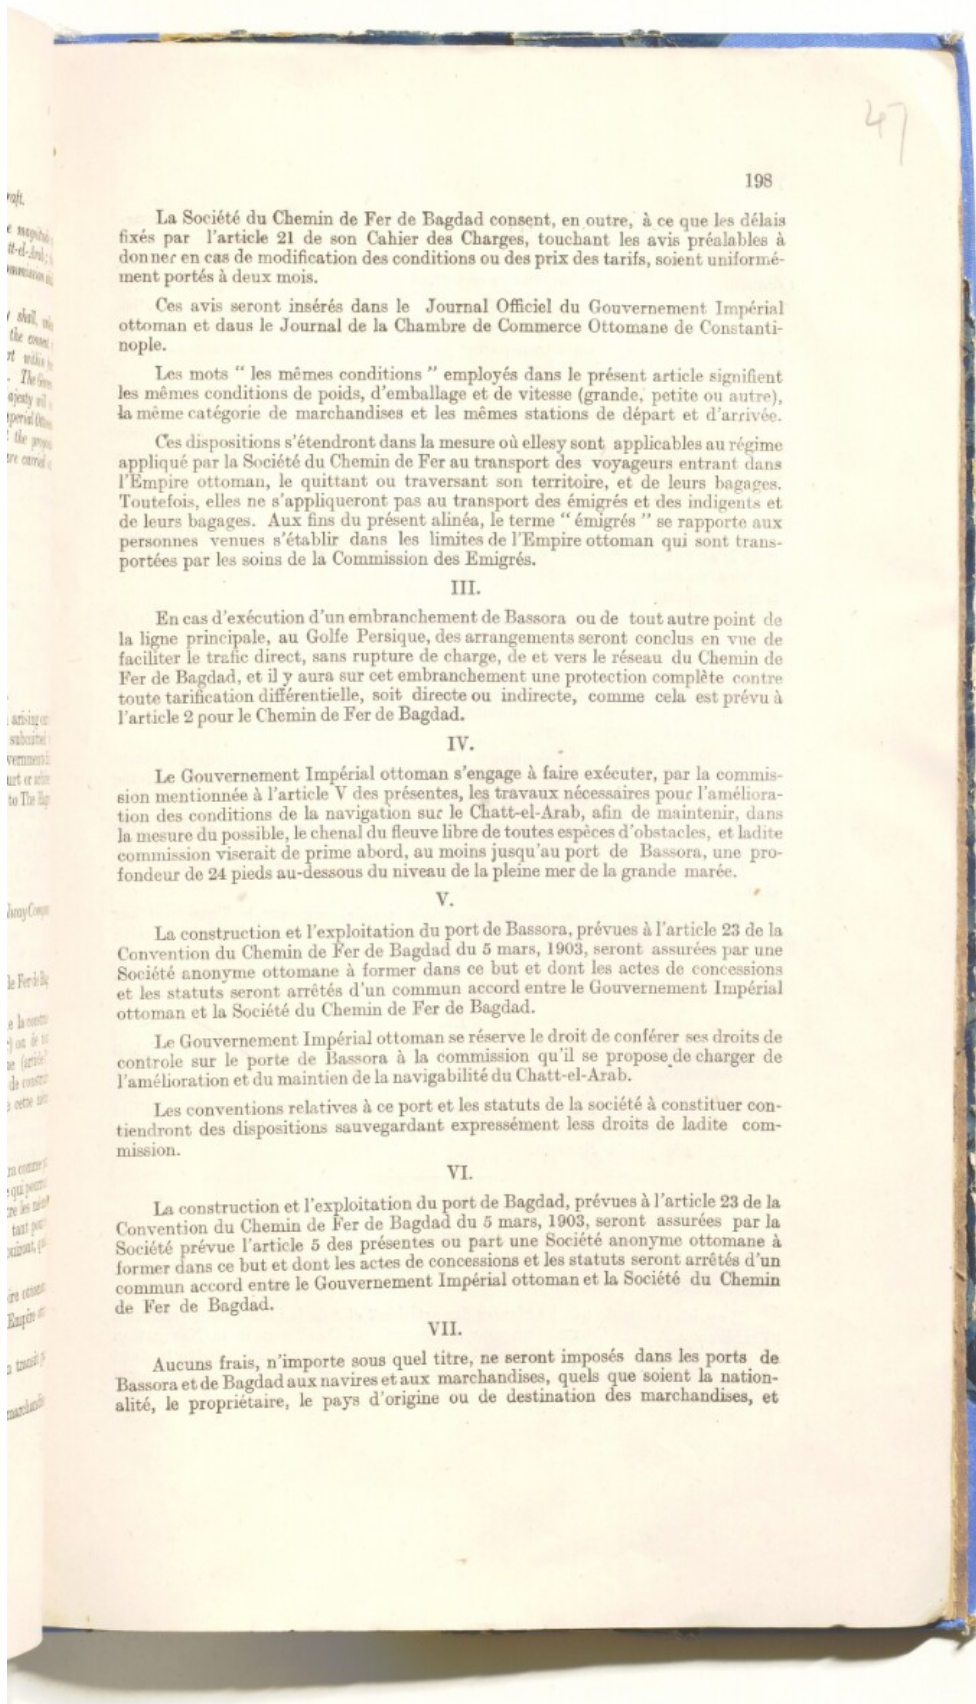 47
198
La Société du Chemin de Fer de Bagdad consent, en outre, à ce que les délais
fixés par l'article 21 de son Cahier des Charges, touchant les avis préalables à
donner en cas de modification des conditions ou des prix des tarifs, soient uniformé-
ment portés à deux mois.
Ces avis seront insérés dans le Journal Officiel du Gouvernement Impérial
ottoman et daus le Journal de la Chambre de Commerce Ottomane de Constanti-
nople.
Les mots " les mêmes conditions " employés dans le présent article signifient
les mêmes conditions de poids, d'emballage et de vitesse (grande, petite ou autre),
la même catégorie de marchandises et les mêmes stations de départ et d'arrivée.
Ces dispositions s'étendront dans la mesure où ellesy sont applicables au régime
appliqué par la Société du Chemin de Fer au transport des voyageurs entrant dans
l'Empire ottoman, le quittant ou traversant son territoire, et de leurs bagages.
Toutefois, elles ne s'appliqueront pas au transport des émigrés et des indigents et
de leurs bagages. Aux fins du présent alinéa, le terme " émigrés " se rapporte aux
personnes venues s'établir dans les limites de l'Empire ottoman qui sont trans-
portées par les soins de la Commission des Emigrés.
III.
En cas d'exécution d'un embranchement de Bassora ou de tout autre point de
la ligne principale, au Golfe Persique, des arrangements seront conclus en vue de
faciliter le trafic direct, sans rupture de charge, de et vers le réseau du Chemin de
Fer de Bagdad, et il y aura sur cet embranchement une protection complète contre
toute tarification différentielle, soit directe ou indirecte, comme cela est prévu à
l'article 2 pour le Chemin de Fer de Bagdad.
IV.
Le Gouvernement Impérial ottoman s'engage à faire exécuter, par la commis-
sion mentionnée à l'article V des présentes, les travaux nécessaires pour l'améliora-
tion des conditions de la navigation sur le Chatt-el-Arab, afin de maintenir, dans
la mesure du possible, le chenal du fleuve libre de toutes espèces d'obstacles, et ladite
commission viserait de prime abord, au moins jusqu'au port de Bassora, une pro-
fondeur de 24 pieds au-dessous du niveau de la pleine mer de la grande marée.
V.
La construction et l'exploitation du port de Bassora, prévues à l'article 23 de la
Convention du Chemin de Fer de Bagdad du 5 mars, 1903, seront assurées par une
Société anonyme ottomane à former dans ce but et dont les actes de concessions
et les statuts seront arrêtés d'un commun accord entre le Gouvernement Impérial
ottoman et la Société du Chemin de Fer de Bagdad.
Le Gouvernement Impérial ottoman se réserve le droit de conférer ses droits de
controle sur le porte de Bassora à la commission qu'il se propose de charger de
l'amélioration et du maintien de la navigabilité du Chatt-el-Arab.
Les conventions relatives à ce port et les statuts de la société à constituer con-
tiendront des dispositions sauvegardant expressément less droits de ladite com-
mission.
VI.
La construction et l'exploitation du port de Bagdad, prévues à l'article 23 de la
Convention du Chemin de Fer de Bagdad du 5 mars, 1903, seront assurées par la
Société prévue l'article 5 des présentes ou part une Société anonyme ottomane à
former dans ce but et dont les actes de concessions et les statuts seront arrêtés d'un
commun accord entre le Gouvernement Impérial ottoman et la Société du Chemin
de Fer de Bagdad.
VII.
Aucuns frais, n'importe sous quel titre, ne seront imposés dans les ports de
Bassora et de Bagdad aux navires et aux marchandises, quels que soient la nation-
alité, le propriétaire, le pays d'origine ou de destination des marchandises, et